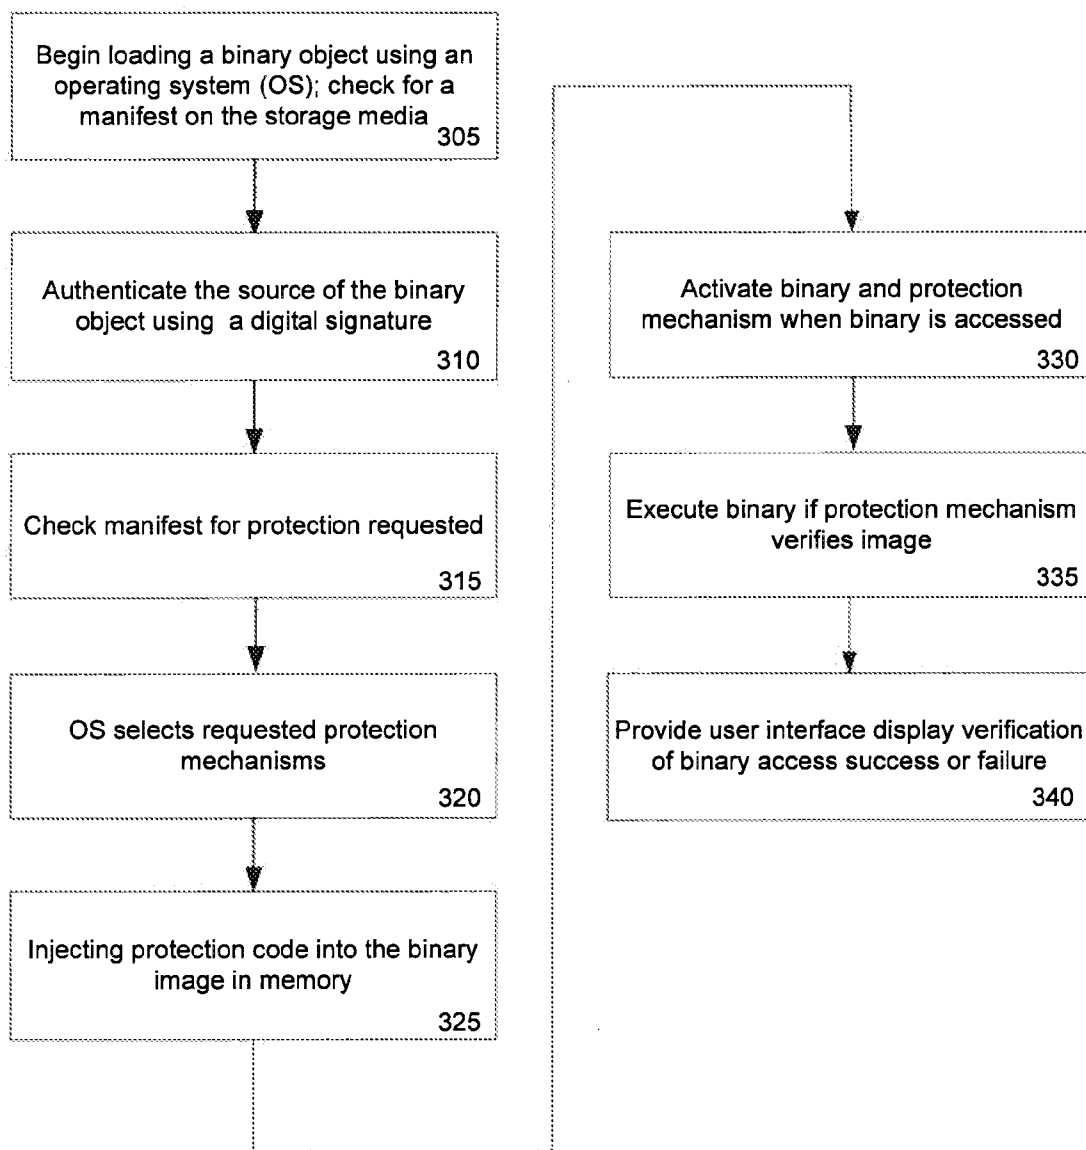 Begin loading a binary object using an
operating system (OS); check for a
manifest on the storage media
305
Authenticate the source of the binary
object using a digital signature
310
Check manifest for protection requested
315
OS selects requested protection
mechanisms
320
Injecting protection code into the binary
image in memory
325
Activate binary and protection
mechanism when binary is accessed
330
Execute binary if protection mechanism
verifies image
335
Provide user interface display verification
of binary access success or failure
340